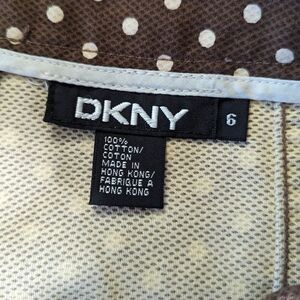 DKNY 6
100%
COTTON/
COTON
MADE IN
HONG KONG/
FABRIQUE A
HONG KONG